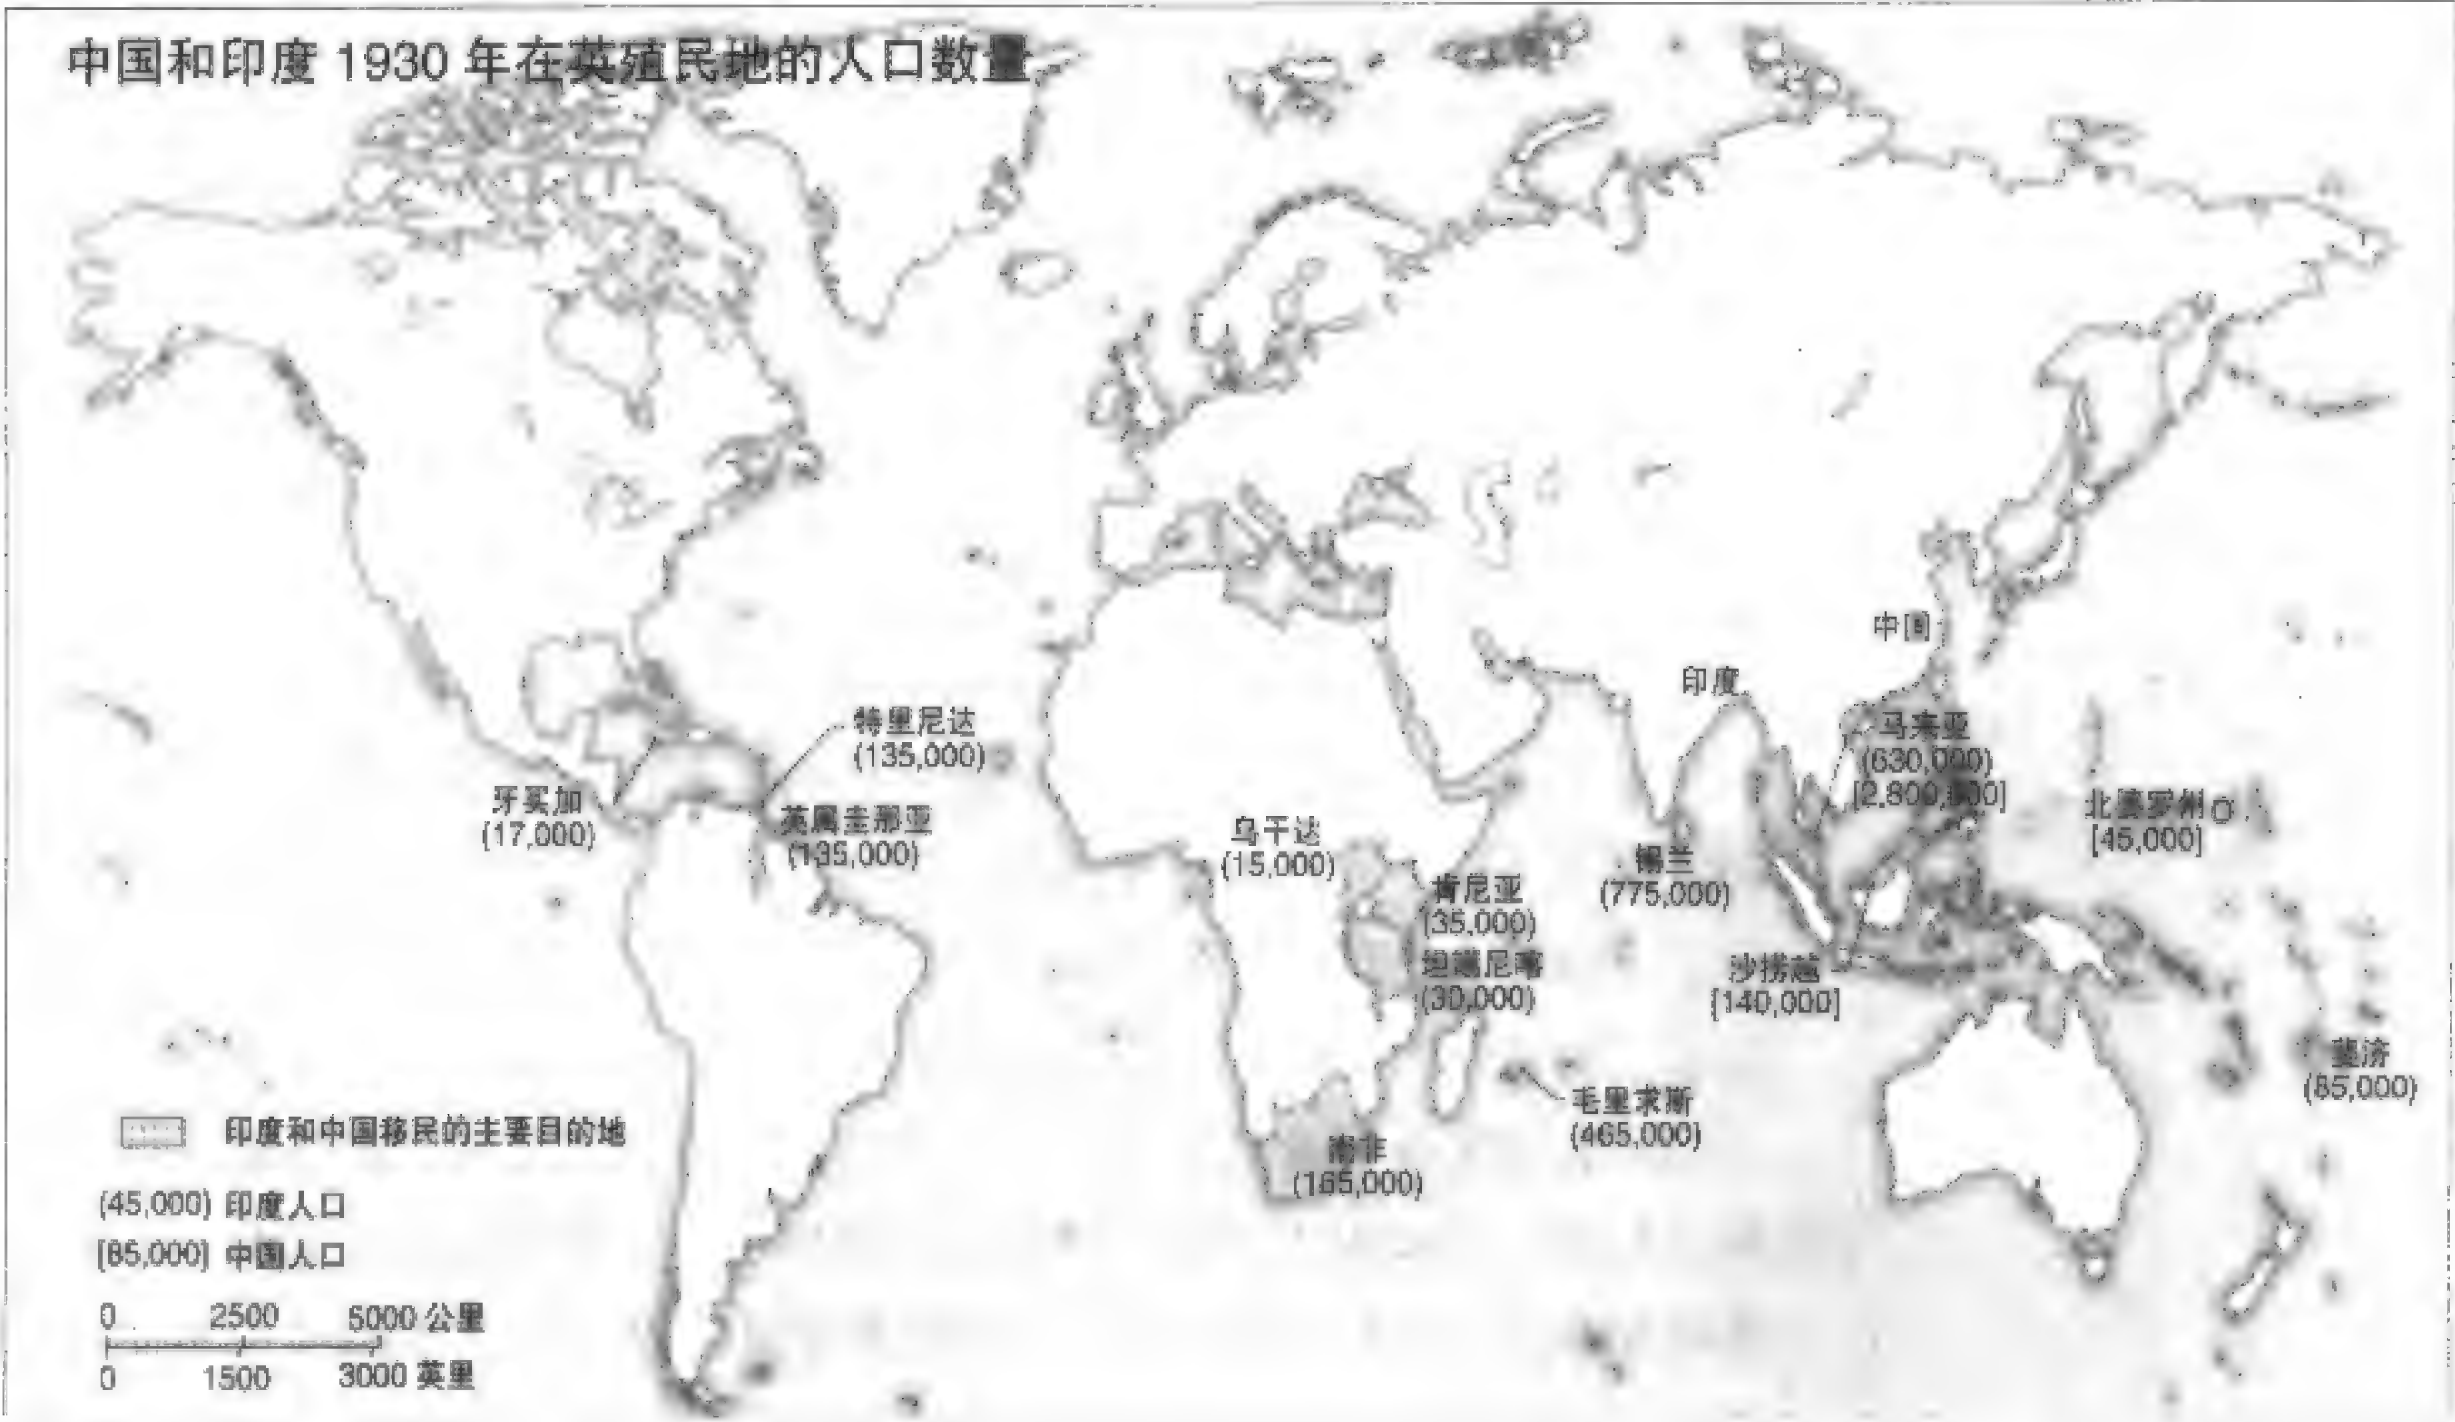 中国和印度 1930 年在英殖民地的人口数量
中国
印度
特里尼达
(135,000)
牙买加
(17,000)
英属圭那亚
(135,000)
乌干达
(15,000)
肯尼亚
(35,000)
坦噶尼喀
(30,000)
锡兰
(775,000)
马来亚
(630,000)
北婆罗州
[45,000]
沙捞越
[140,000]
斐济
(85,000)
毛里求斯
(465,000)
南非
(165,000)
印度和中国移民的主要目的地
(45,000) 印度人口
[85,000] 中国人口
0 2500 5000 公里
0 1500 3000 英里